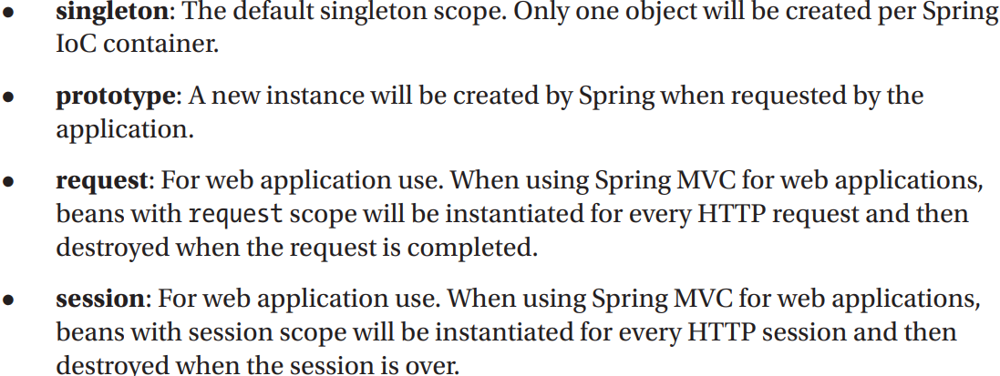 • singleton: The default singleton scope. Only one object will be created per Spring
IoC container.
• prototype: A new instance will be created by Spring when requested by the
application.
• request: For web application use. When using Spring MVC for web applications,
beans with request scope will be instantiated for every HTTP request and then
destroyed when the request is completed.
• session: For web application use. When using Spring MVC for web applications,
beans with session scope will be instantiated for every HTTP session and then
destroyed when the session is over.